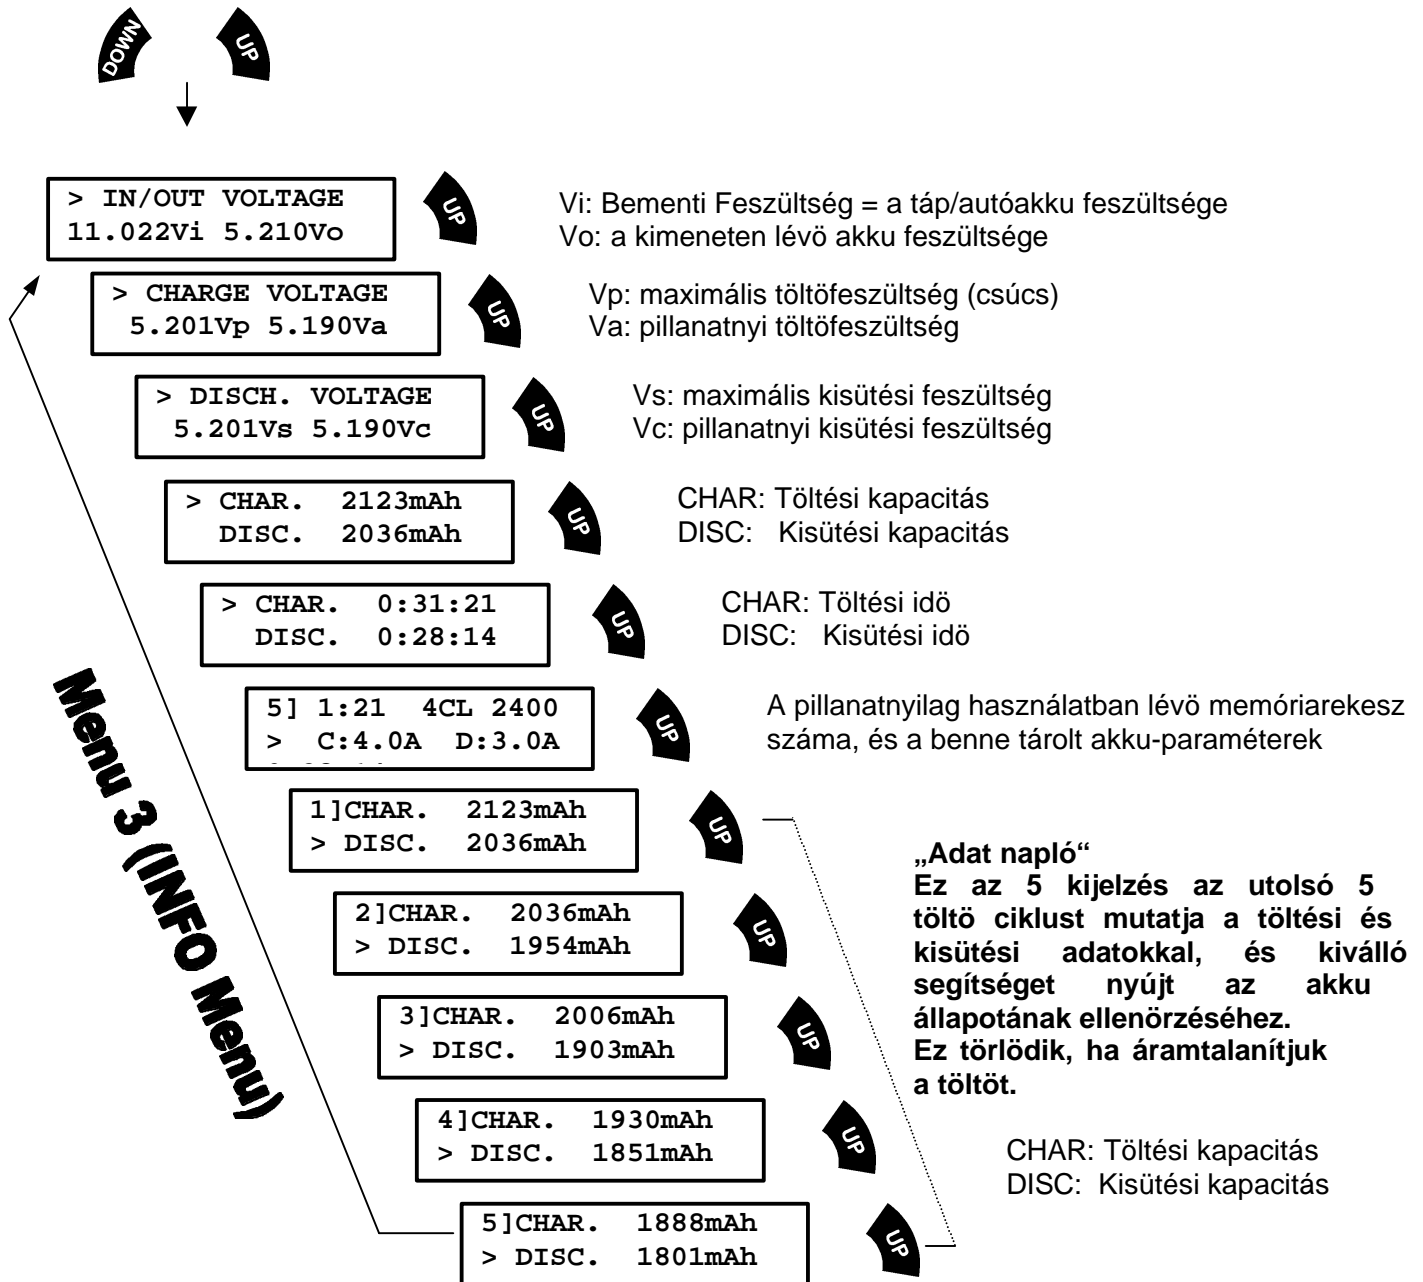 DOWN UP
> IN/OUT VOLTAGE
11.022Vi 5.210Vo
UP
Vi: Bementi Feszültség = a táp/autóakku feszültsége
Vo: a kimeneten lévö akku feszültsége
> CHARGE VOLTAGE
5.201Vp 5.190Va
UP
Vp: maximális töltöfeszültség (csúcs)
Va: pillanatnyi töltöfeszültség
> DISCH. VOLTAGE
5.201Vs 5.190Vc
UP
Vs: maximális kisütési feszültség
Vc: pillanatnyi kisütési feszültség
> CHAR. 2123mAh
DISC. 2036mAh
UP
CHAR: Töltési kapacitás
DISC: Kisütési kapacitás
> CHAR. 0:31:21
DISC. 0:28:14
UP
CHAR: Töltési idö
DISC: Kisütési idö
5] 1:21 4CL 2400
> C:4.0A D:3.0A
UP
A pillanatnyilag használatban lévö memóriarekesz
száma, és a benne tárolt akku-paraméterek
1]CHAR. 2123mAh
> DISC. 2036mAh
UP
2]CHAR. 2036mAh
> DISC. 1954mAh
UP
3]CHAR. 2006mAh
> DISC. 1903mAh
UP
4]CHAR. 1930mAh
> DISC. 1851mAh
UP
5]CHAR. 1888mAh
> DISC. 1801mAh
UP
„Adat napló“
Ez az 5 kijelzés az utolsó 5
töltö ciklust mutatja a töltési és
kisütési adatokkal, és kiválló
segítséget nyújt az akku
állapotának ellenörzéséhez.
Ez törlödik, ha áramtalanítjuk
a töltöt.
CHAR: Töltési kapacitás
DISC: Kisütési kapacitás
Menu 3 (INFO Menu)